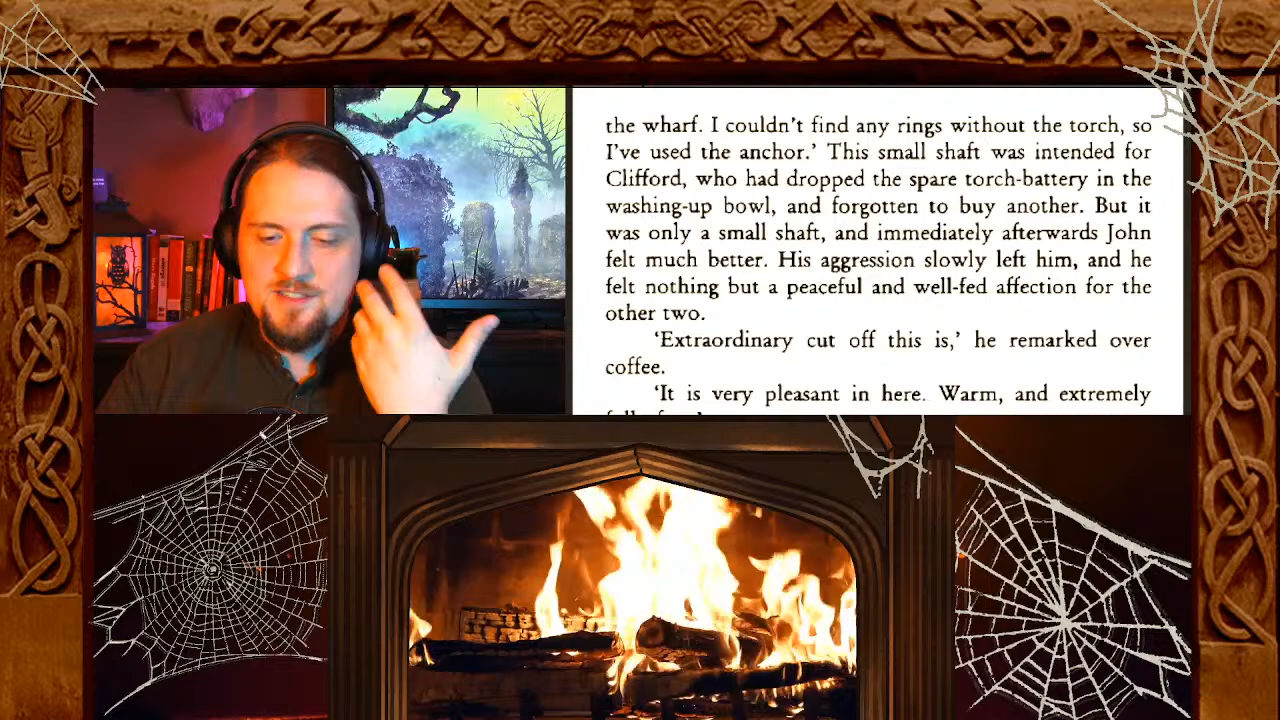 the wharf. I couldn't find any rings without the torch, so
I've used the anchor.' This small shaft was intended for
Clifford, who had dropped the spare torch-battery in the
washing-up bowl, and forgotten to buy another. But it
was only a small shaft, and immediately afterwards John
felt much better. His aggression slowly left him, and he
felt nothing but a peaceful and well-fed affection for the
other two.
'Extraordinary cut off this is,' he remarked over
coffee.
'It is very pleasant in here. Warm, and extremely